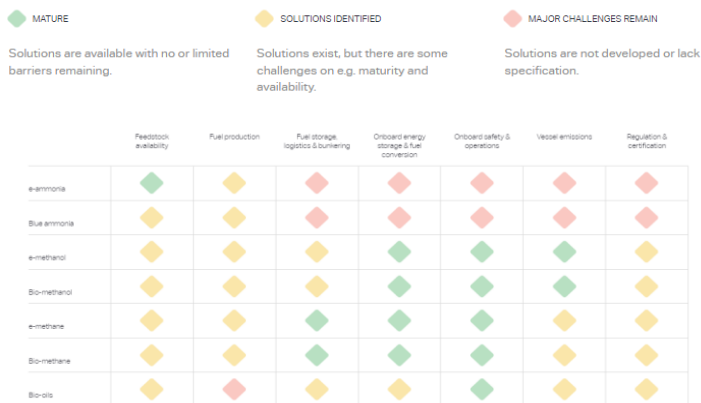 MATURE
SOLUTIONS IDENTIFIED
MAJOR CHALLENGES REMAIN
Solutions are available with no or limited
barriers remaining.
Solutions exist, but there are some
challenges on e.g. maturity and
availability.
Solutions are not developed or lack
specification.
Feedstock
availability
Fuel production
Fuel storage,
logistics & bunkering
Onboard energy
storage & fuel
conversion
Onboard safety &
operations
Vessel emissions
Regulation &
certification
e-ammonia
Blue ammonia
e-methanol
Bio-methanol
e-methane
Bio-methane
Bio-oils